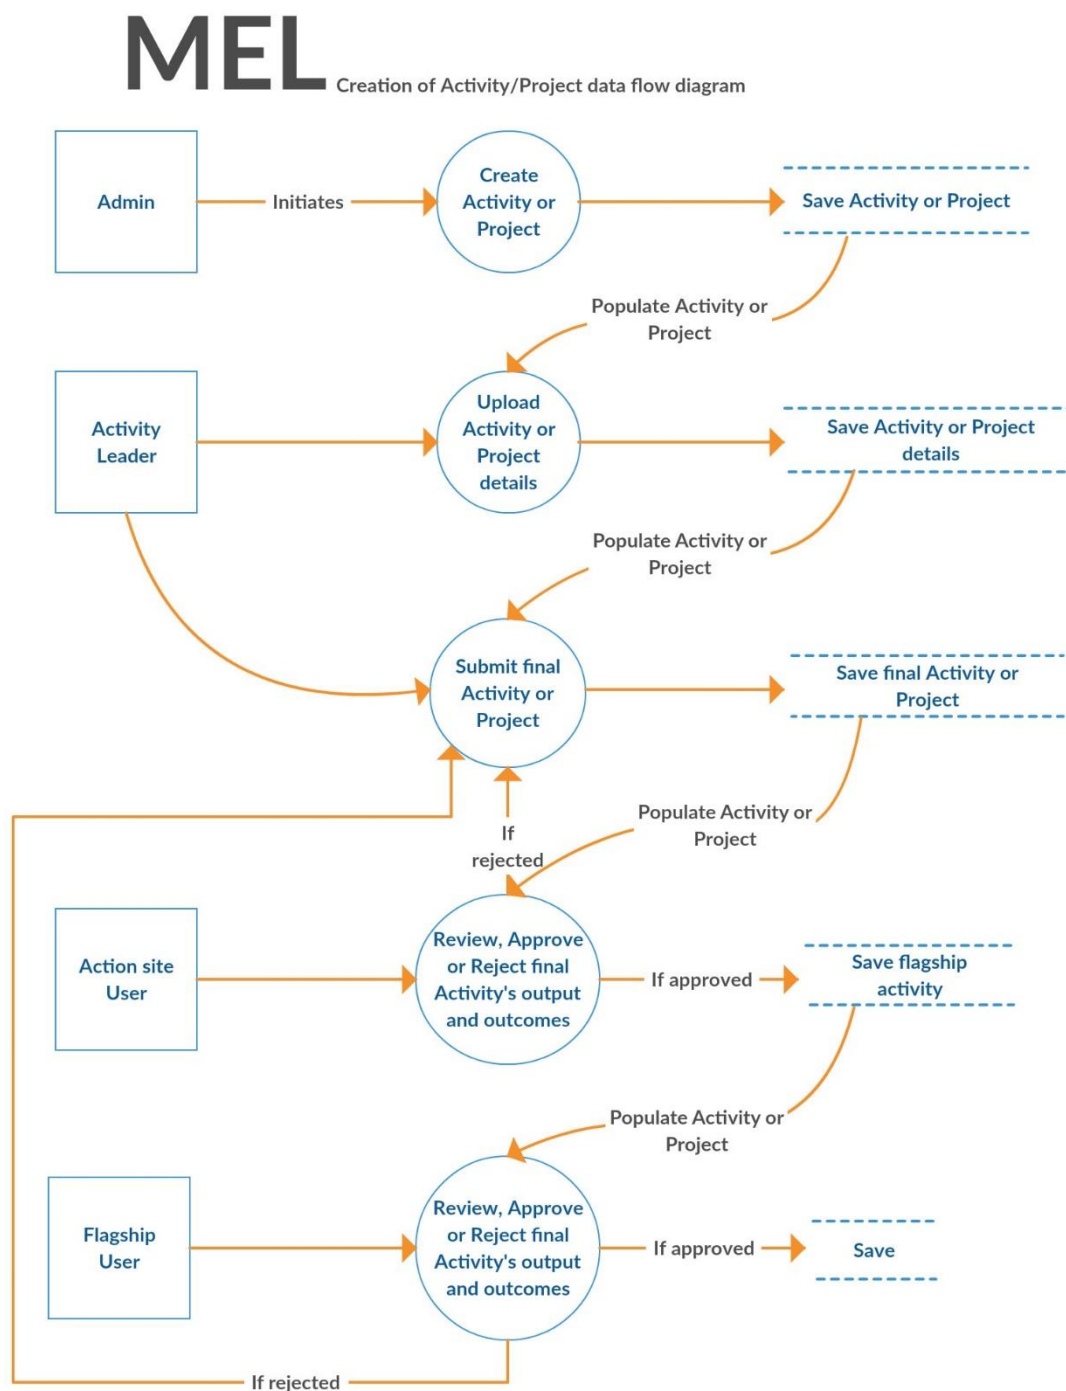 MEL
Creation of Activity/Project data flow diagram
Admin
Initiates
Create
Activity or
Project
Save Activity or Project
Populate Activity or
Project
Activity
Leader
Upload
Activity or
Project
details
Save Activity or Project
details
Populate Activity or
Project
Submit final
Activity or
Project
Save final Activity or
Project
Populate Activity or
Project
If
rejected
Action site
User
Review, Approve
or Reject final
Activity's output
and outcomes
If approved
Save flagship
activity
Populate Activity or
Project
Flagship
User
Review, Approve
or Reject final
Activity's output
and outcomes
If approved
Save
If rejected